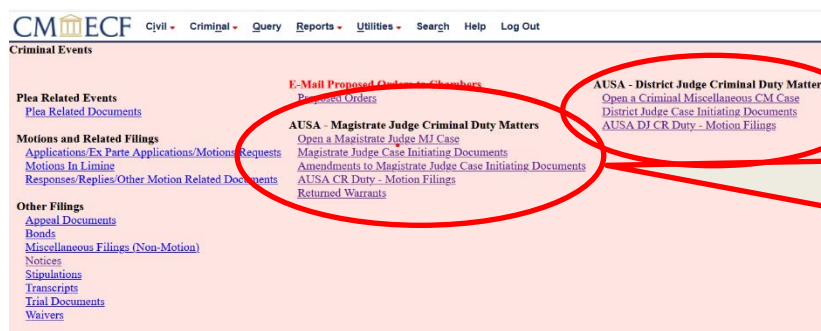 CM ECF Civil Criminal Query Reports Utilities Search Help Log Out
Criminal Events
Plea Related Events
Plea Related Documents
Motions and Related Filings
Applications/Ex Parte Applications/Motions/Requests
Motions In Limine
Responses/Replies/Other Motion Related Documents
Other Filings
Appeal Documents
Bonds
Miscellaneous Filings (Non-Motion)
Notices
Stipulations
Transcripts
Trial Documents
Waivers
E-Mail Proposed Orders to Chambers
Proposed Orders
AUSA - Magistrate Judge Criminal Duty Matters
Open a Magistrate Judge MJ Case
Magistrate Judge Case Initiating Documents
Amendments to Magistrate Judge Case Initiating Documents
AUSA CR Duty - Motion Filings
Returned Warrants
AUSA - District Judge Criminal Duty Matter
Open a Criminal Miscellaneous CM Case
District Judge Case Initiating Documents
AUSA DJ CR Duty - Motion Filings